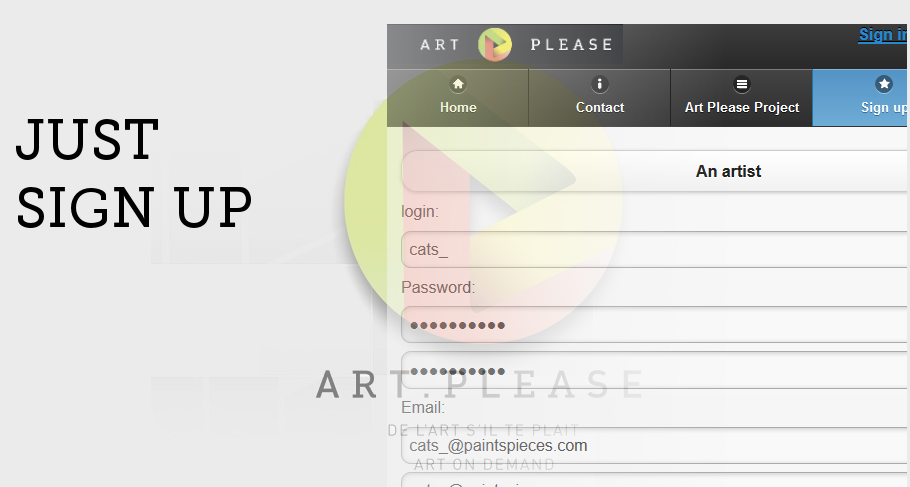 JUST
SIGN UP
ART PLEASE
Sign in
Home
Contact
Art Please Project
Sign up
An artist
login:
cats_
Password:
••••••••••
••••••••••
ART.PLEASE
Email:
DE L'ART S'IL TE PLAIT
cats_@paintspieces.com
ART ON DEMAND